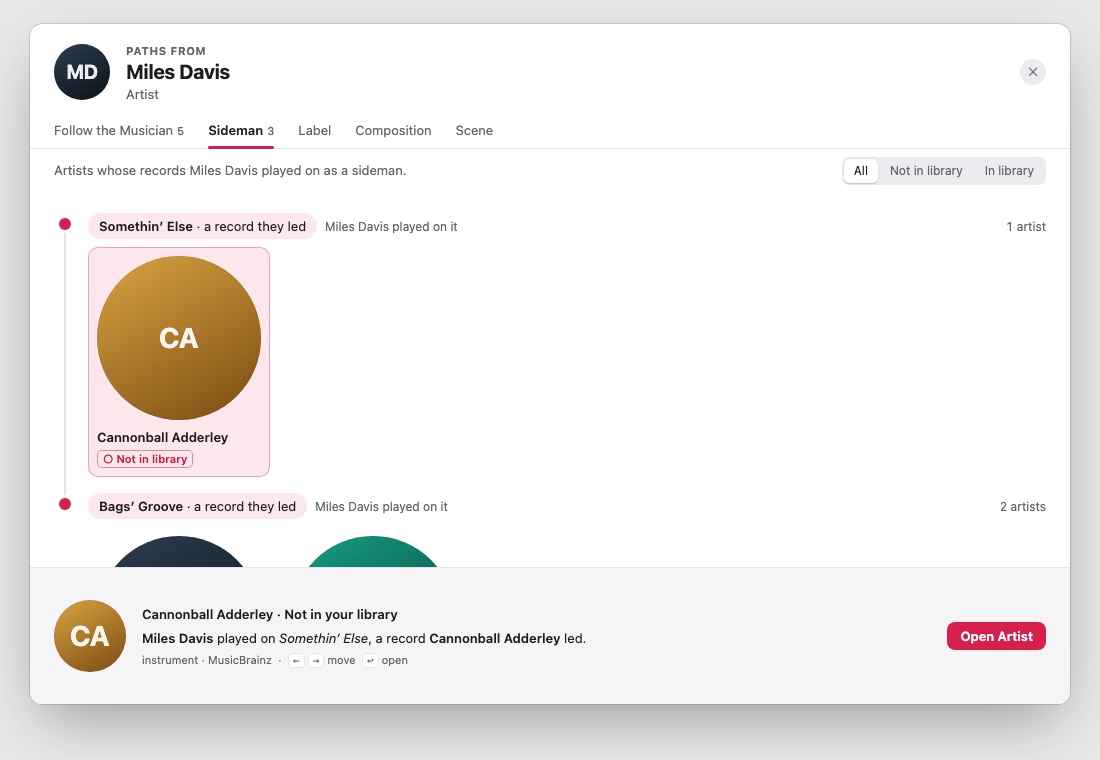 MD
PATHS FROM
Miles Davis
Artist
Follow the Musician 5 Sideman 3 Label Composition Scene
Artists whose records Miles Davis played on as a sideman.
All Not in library In library
Somethin’ Else · a record they led Miles Davis played on it 1 artist
CA
Cannonball Adderley
Not in library
Bags’ Groove · a record they led Miles Davis played on it 2 artists
CA
Cannonball Adderley · Not in your library
Miles Davis played on Somethin’ Else, a record Cannonball Adderley led.
instrument · MusicBrainz · ← → move ↩ open
Open Artist